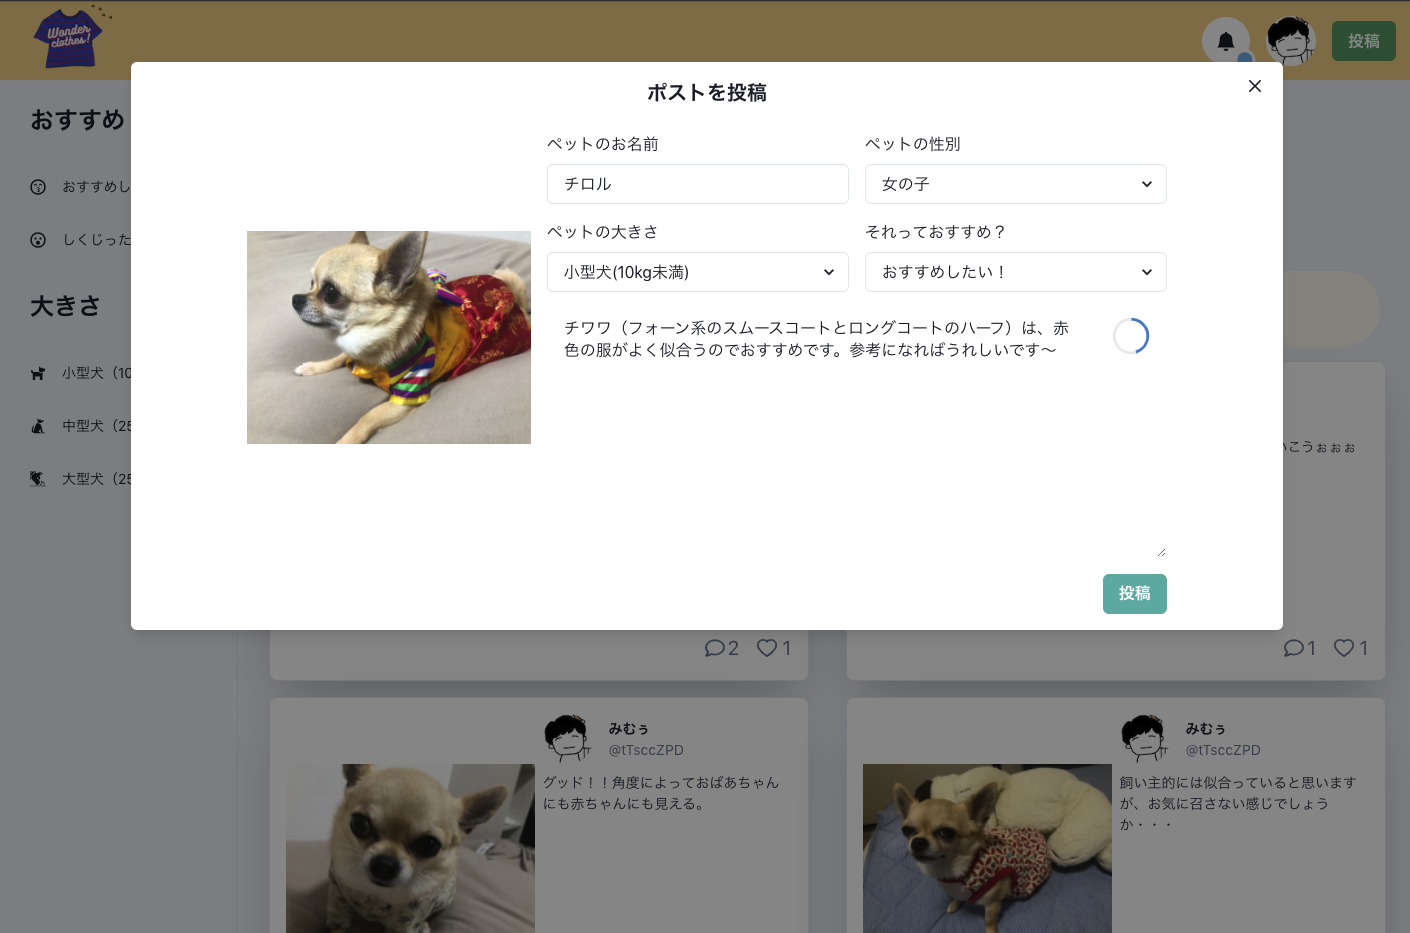 Wonder
clothes!
投稿
ポストを投稿
おすすめ
おすすめし
しくじった
大きさ
小型犬（10
中型犬（25
大型犬（25
ペットのお名前
チロル
ペットの性別
女の子
ペットの大きさ
小型犬(10kg未満)
それっておすすめ？
おすすめしたい！
チワワ（フォーン系のスムースコートとロングコートのハーフ）は、赤
色の服がよく似合うのでおすすめです。参考になればうれしいです〜
投稿
こうぉぉぉ
2
1
1
1
みむぅ
@tTsccZPD
グッド！！角度によっておばあちゃん
にも赤ちゃんにも見える。
みむぅ
@tTsccZPD
飼い主的には似合っていると思います
が、お気に召さない感じでしょう
か・・・